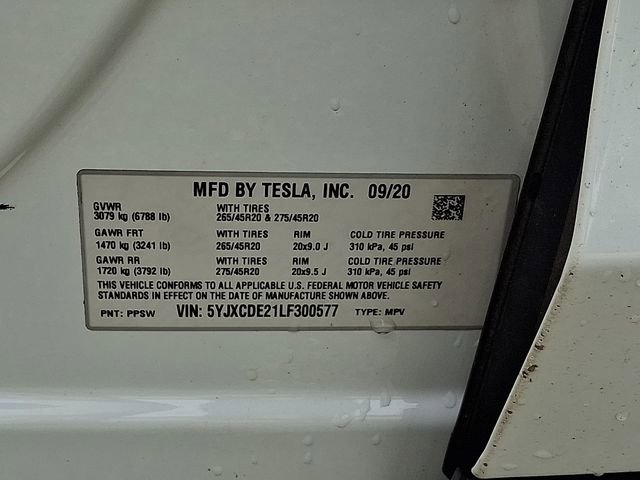 MFD BY TESLA, INC. 09/20
GVWR WITH TIRES
3079 kg (6788 lb) 265/45R20 & 275/45R20
GAWR FRT WITH TIRES RIM COLD TIRE PRESSURE
1470 kg (3241 lb) 265/45R20 20x9.0 J 310 kPa, 45 psi
GAWR RR WITH TIRES RIM COLD TIRE PRESSURE
1720 kg (3792 lb) 275/45R20 20x9.5 J 310 kPa, 45 psi
THIS VEHICLE CONFORMS TO ALL APPLICABLE U.S. FEDERAL MOTOR VEHICLE SAFETY
STANDARDS IN EFFECT ON THE DATE OF MANUFACTURE SHOWN ABOVE.
PNT: PPSW VIN: 5YJXCDE21LF300577 TYPE: MPV